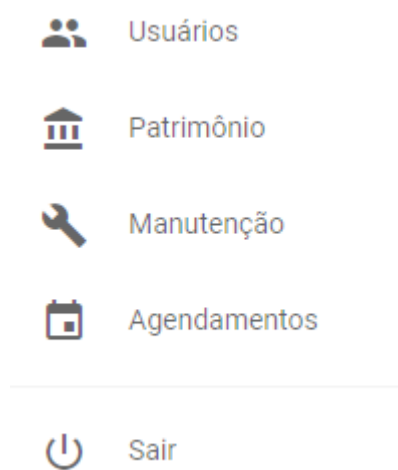 Usuários
Patrimônio
Manutenção
Agendamentos
Sair